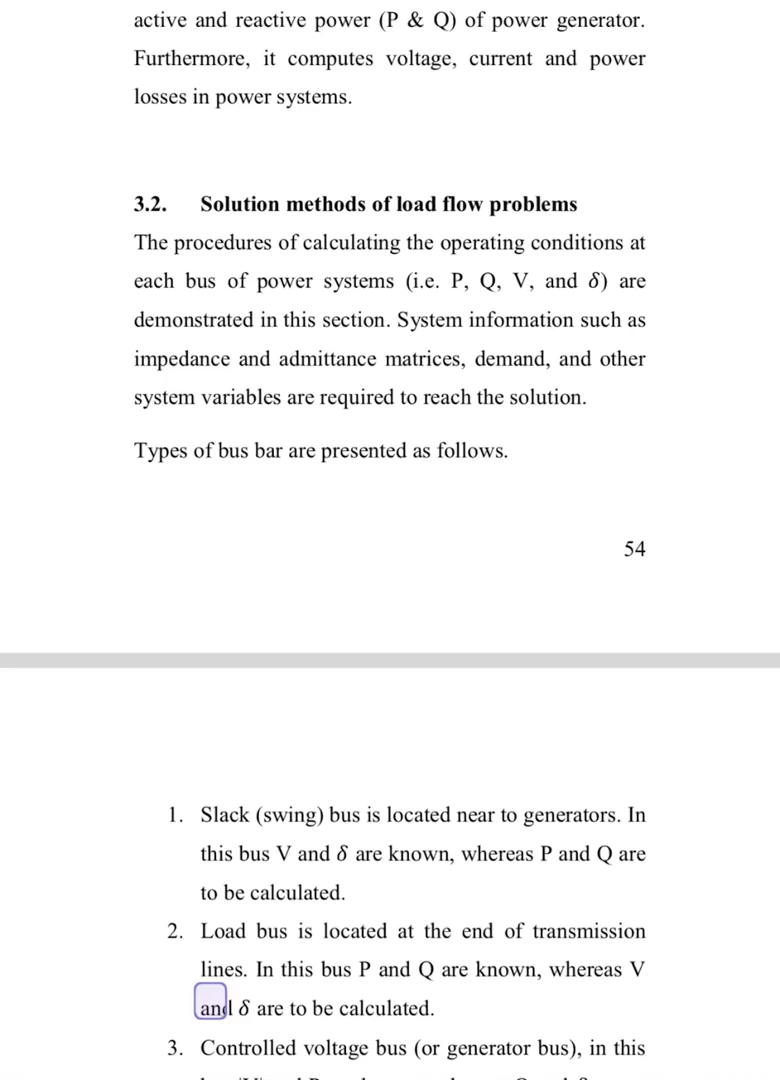 active and reactive power (P & Q) of power generator.
Furthermore, it computes voltage, current and power
losses in power systems.
3.2. Solution methods of load flow problems
The procedures of calculating the operating conditions at
each bus of power systems (i.e. P, Q, V, and δ) are
demonstrated in this section. System information such as
impedance and admittance matrices, demand, and other
system variables are required to reach the solution.
Types of bus bar are presented as follows.
54
1. Slack (swing) bus is located near to generators. In
this bus V and δ are known, whereas P and Q are
to be calculated.
2. Load bus is located at the end of transmission
lines. In this bus P and Q are known, whereas V
and δ are to be calculated.
3. Controlled voltage bus (or generator bus), in this